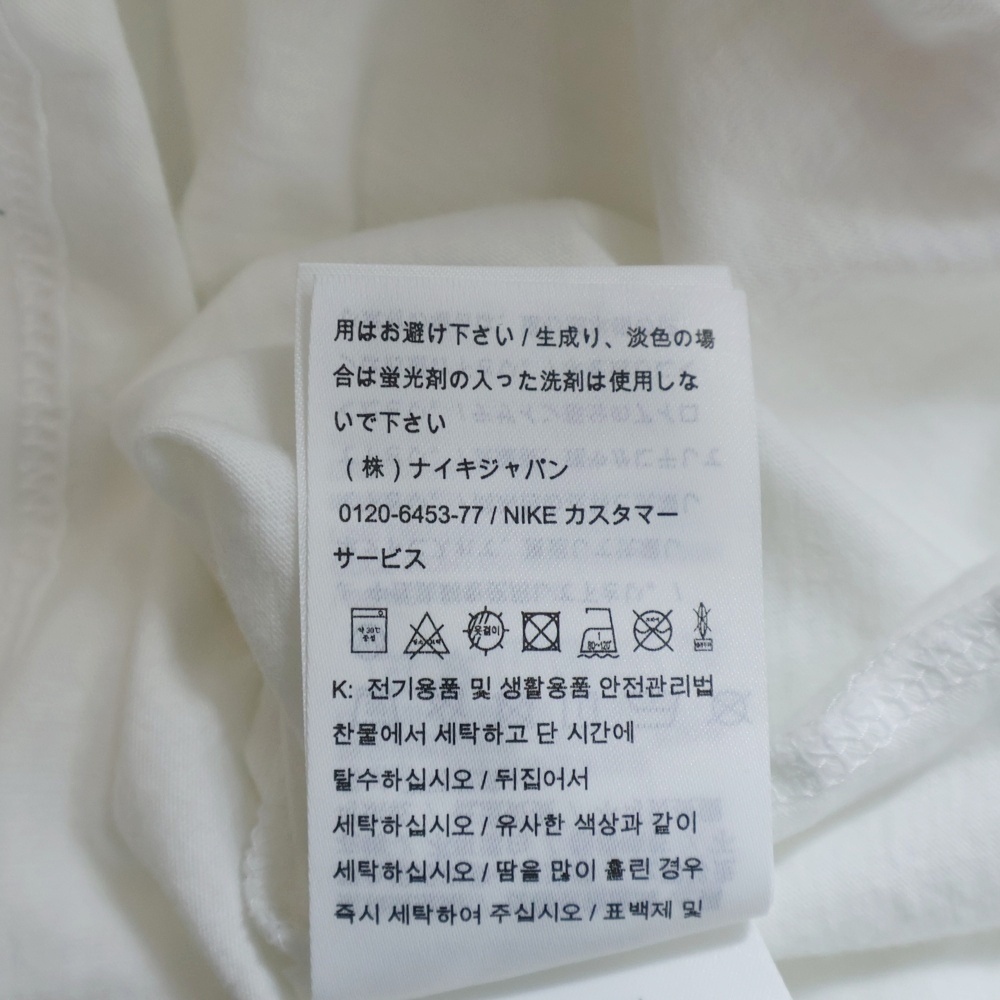 用はお避け下さい / 生成り、淡色の場
合は蛍光剤の入った洗剤は使用しな
いで下さい
(株) ナイキジャパン
0120-6453-77 / NIKE カスタマー
サービス
옷걸이
80~120℃
K: 전기용품 및 생활용품 안전관리법
찬물에서 세탁하고 단 시간에
탈수하십시오 / 뒤집어서
세탁하십시오 / 유사한 색상과 같이
세탁하십시오 / 땀을 많이 흘린 경우
즉시 세탁하여 주십시오 / 표백제 및